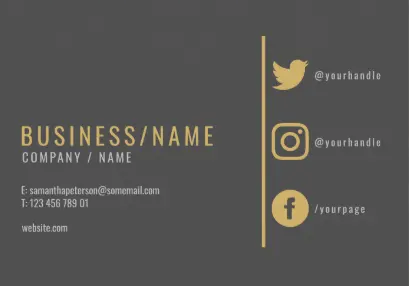 BUSINESS/NAME
COMPANY / NAME
E: samanthapeterson@somemail.com
T: 123 456 789 01
website.com
@yourhandle
@yourhandle
/yourpage